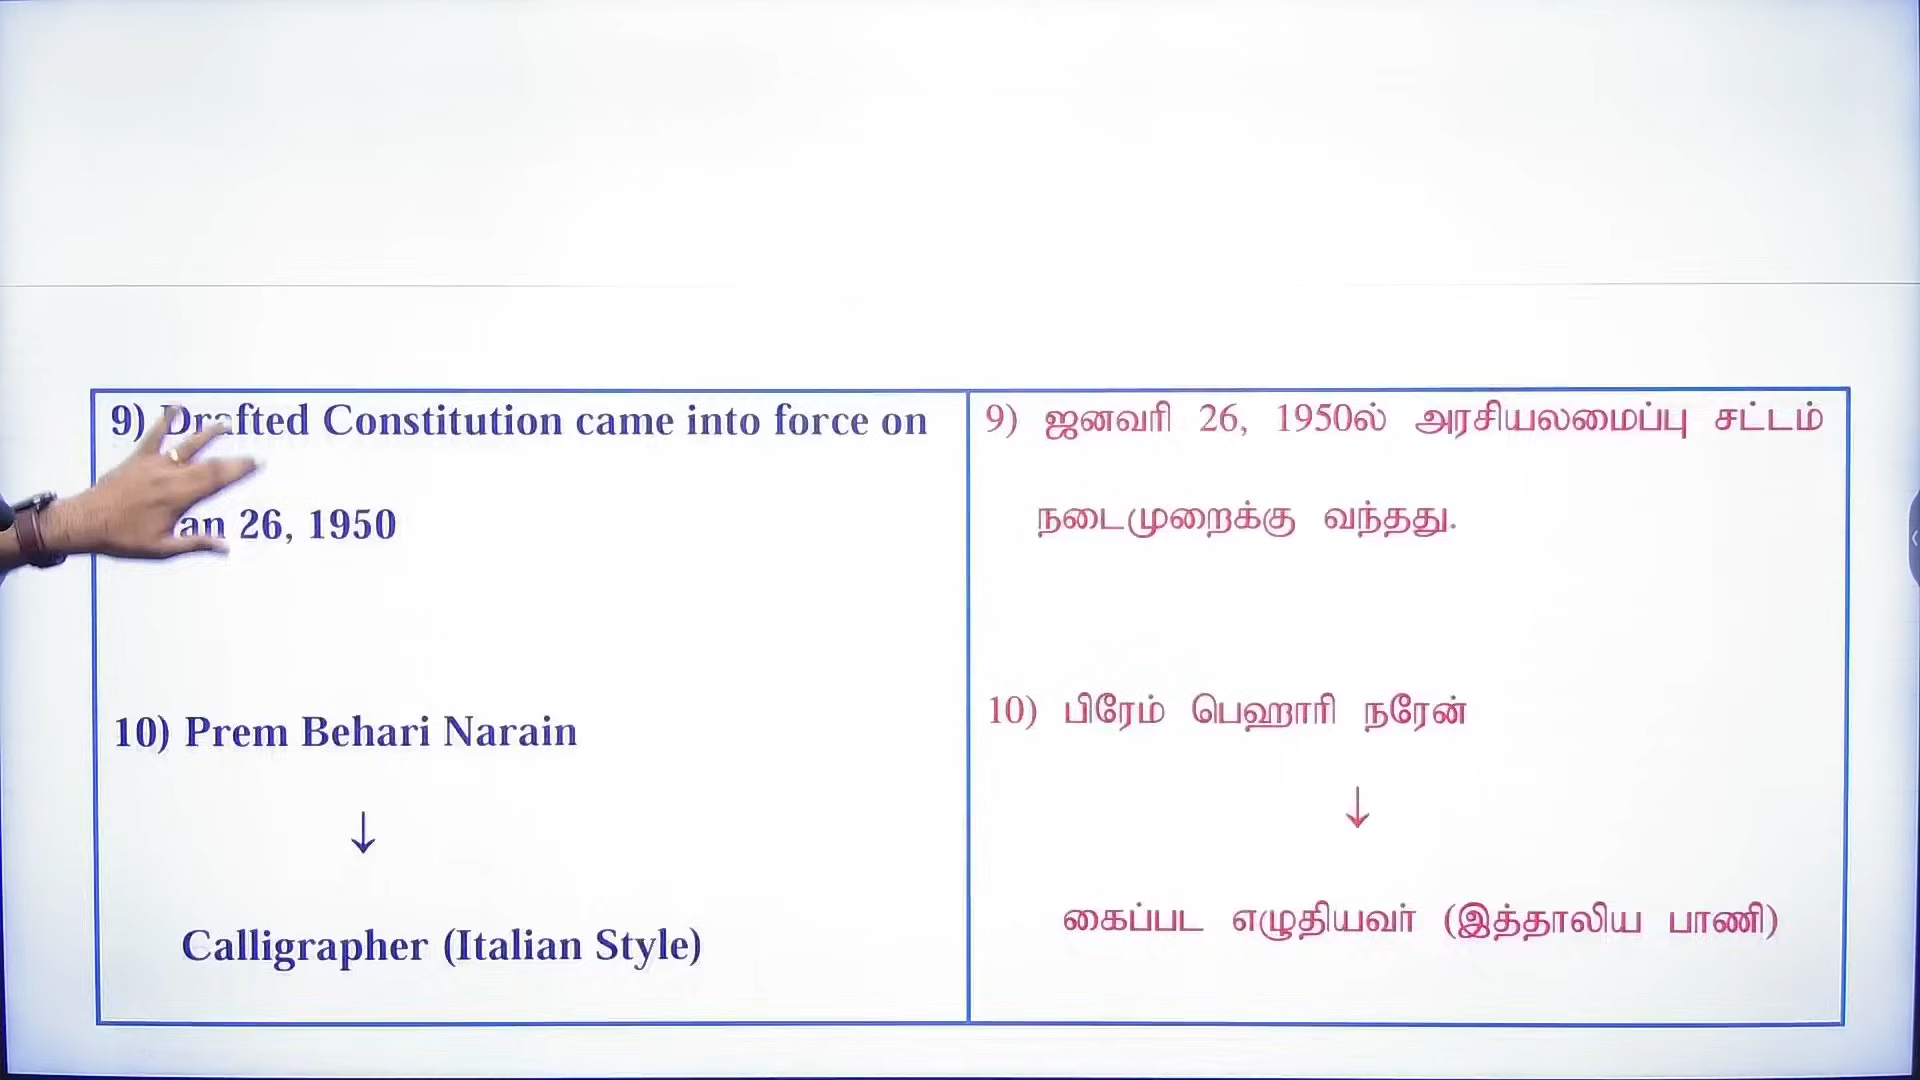 9) Drafted Constitution came into force on
an 26, 1950
10) Prem Behari Narain
↓
Calligrapher (Italian Style)
9) ஜனவரி 26, 1950ல் அரசியலமைப்பு சட்டம்
நடைமுறைக்கு வந்தது.
10) பிரேம் பெஹாரி நரேன்
↓
கைப்பட எழுதியவர் (இத்தாலிய பாணி)